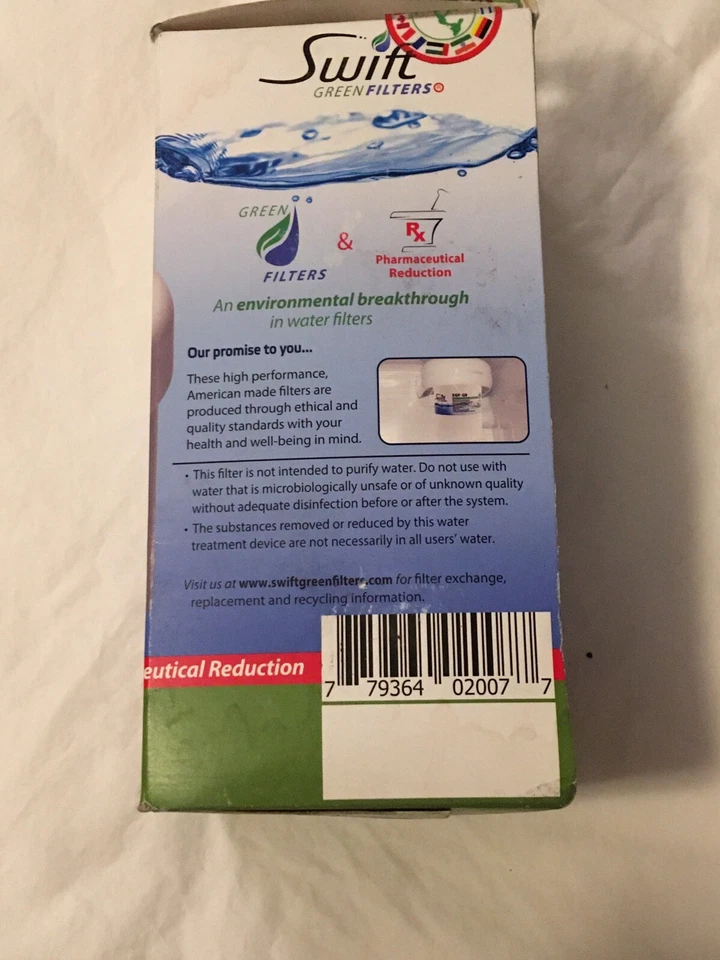 Swift
GREENFILTERS
GREEN
FILTERS
&
Rx
Pharmaceutical
Reduction
An environmental breakthrough
in water filters
Our promise to you...
These high performance,
American made filters are
produced through ethical and
quality standards with your
health and well-being in mind.
• This filter is not intended to purify water. Do not use with
water that is microbiologically unsafe or of unknown quality
without adequate disinfection before or after the system.
• The substances removed or reduced by this water
treatment device are not necessarily in all users' water.
Visit us at www.swiftgreenfilters.com for filter exchange,
replacement and recycling information.
eutical Reduction
7 79364 02007 7